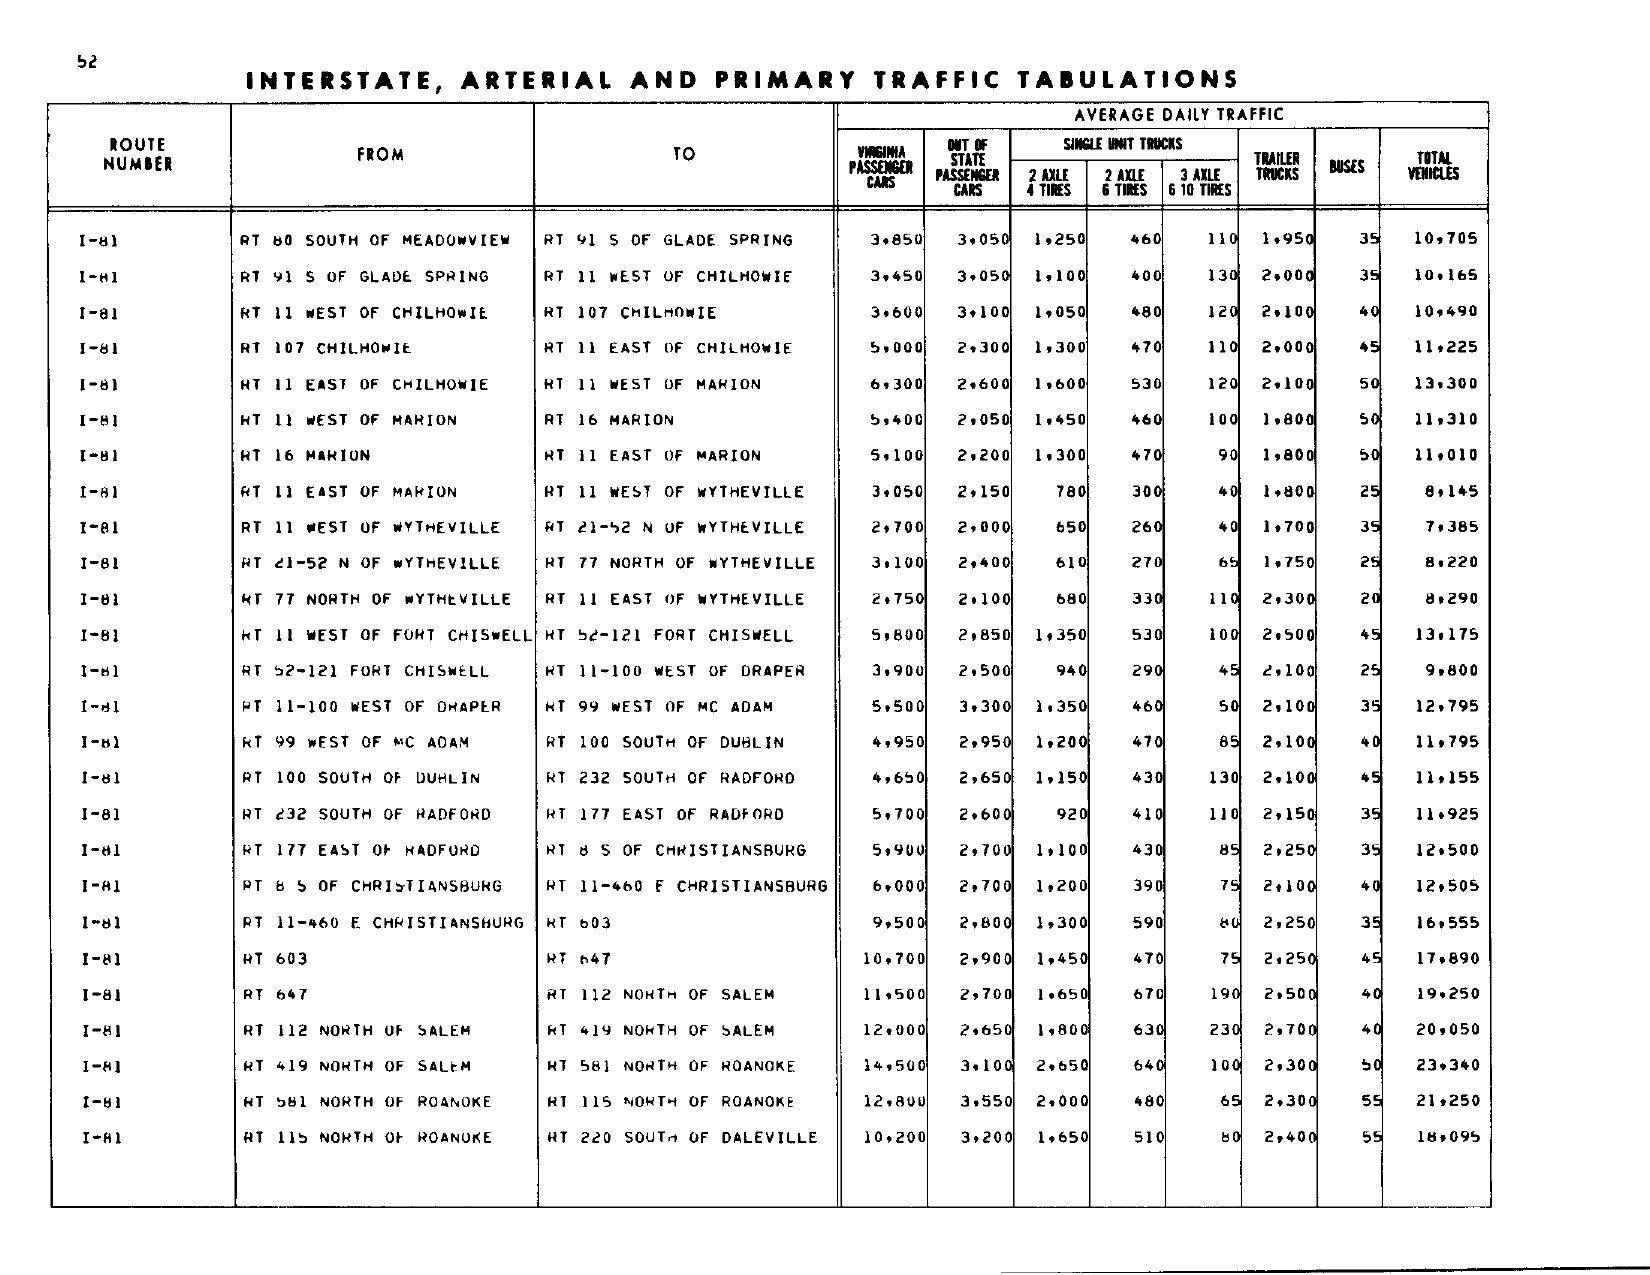 52
INTERSTATE, ARTERIAL AND PRIMARY TRAFFIC TABULATIONS
AVERAGE DAILY TRAFFIC
ROUTE NUMBER FROM TO VIRGINIA PASSENGER CARS OUT OF STATE PASSENGER CARS SINGLE UNIT TRUCKS 2 AXLE 4 TIRES 2 AXLE 6 TIRES 3 AXLE 6 10 TIRES TRAILER TRUCKS BUSES TOTAL VEHICLES
I-81 RT 80 SOUTH OF MEADOWVIEW RT 91 S OF GLADE SPRING 3,850 3,050 1,250 460 110 1,950 35 10,705
I-81 RT 91 S OF GLADE SPRING RT 11 WEST OF CHILHOWIE 3,450 3,050 1,100 400 130 2,000 35 10,165
I-81 RT 11 WEST OF CHILHOWIE RT 107 CHILHOWIE 3,600 3,100 1,050 480 120 2,100 40 10,490
I-81 RT 107 CHILHOWIE RT 11 EAST OF CHILHOWIE 5,000 2,300 1,300 470 110 2,000 45 11,225
I-81 RT 11 EAST OF CHILHOWIE RT 11 WEST OF MARION 6,300 2,600 1,600 530 120 2,100 50 13,300
I-81 RT 11 WEST OF MARION RT 16 MARION 5,400 2,050 1,450 460 100 1,800 50 11,310
I-81 RT 16 MARION RT 11 EAST OF MARION 5,100 2,200 1,300 470 90 1,800 50 11,010
I-81 RT 11 EAST OF MARION RT 11 WEST OF WYTHEVILLE 3,050 2,150 780 300 40 1,800 25 8,145
I-81 RT 11 WEST OF WYTHEVILLE RT 21-52 N OF WYTHEVILLE 2,700 2,000 650 260 40 1,700 35 7,385
I-81 RT 21-52 N OF WYTHEVILLE RT 77 NORTH OF WYTHEVILLE 3,100 2,400 610 270 65 1,750 25 8,220
I-81 RT 77 NORTH OF WYTHEVILLE RT 11 EAST OF WYTHEVILLE 2,750 2,100 680 330 110 2,300 20 8,290
I-81 RT 11 WEST OF FORT CHISWELL RT 52-121 FORT CHISWELL 5,800 2,850 1,350 530 100 2,500 45 13,175
I-81 RT 52-121 FORT CHISWELL RT 11-100 WEST OF DRAPER 3,900 2,500 940 290 45 2,100 25 9,800
I-81 RT 11-100 WEST OF DRAPER RT 99 WEST OF MC ADAM 5,500 3,300 1,350 460 50 2,100 35 12,795
I-81 RT 99 WEST OF MC ADAM RT 100 SOUTH OF DUBLIN 4,950 2,950 1,200 470 85 2,100 40 11,795
I-81 RT 100 SOUTH OF DUBLIN RT 232 SOUTH OF RADFORD 4,650 2,650 1,150 430 130 2,100 45 11,155
I-81 RT 232 SOUTH OF RADFORD RT 177 EAST OF RADFORD 5,700 2,600 920 410 110 2,150 35 11,925
I-81 RT 177 EAST OF RADFORD RT 8 S OF CHRISTIANSBURG 5,900 2,700 1,100 430 85 2,250 35 12,500
I-81 RT 8 S OF CHRISTIANSBURG RT 11-460 E CHRISTIANSBURG 6,000 2,700 1,200 390 75 2,100 40 12,505
I-81 RT 11-460 E CHRISTIANSBURG RT 603 9,500 2,800 1,300 590 80 2,250 35 16,555
I-81 RT 603 RT 647 10,700 2,900 1,450 470 75 2,250 45 17,890
I-81 RT 647 RT 112 NORTH OF SALEM 11,500 2,700 1,650 670 190 2,500 40 19,250
I-81 RT 112 NORTH OF SALEM RT 419 NORTH OF SALEM 12,000 2,650 1,800 630 230 2,700 40 20,050
I-81 RT 419 NORTH OF SALEM RT 581 NORTH OF ROANOKE 14,500 3,100 2,650 640 100 2,300 50 23,340
I-81 RT 581 NORTH OF ROANOKE RT 115 NORTH OF ROANOKE 12,800 3,550 2,000 480 65 2,300 55 21,250
I-81 RT 115 NORTH OF ROANOKE RT 220 SOUTH OF DALEVILLE 10,200 3,200 1,650 510 80 2,400 55 18,095